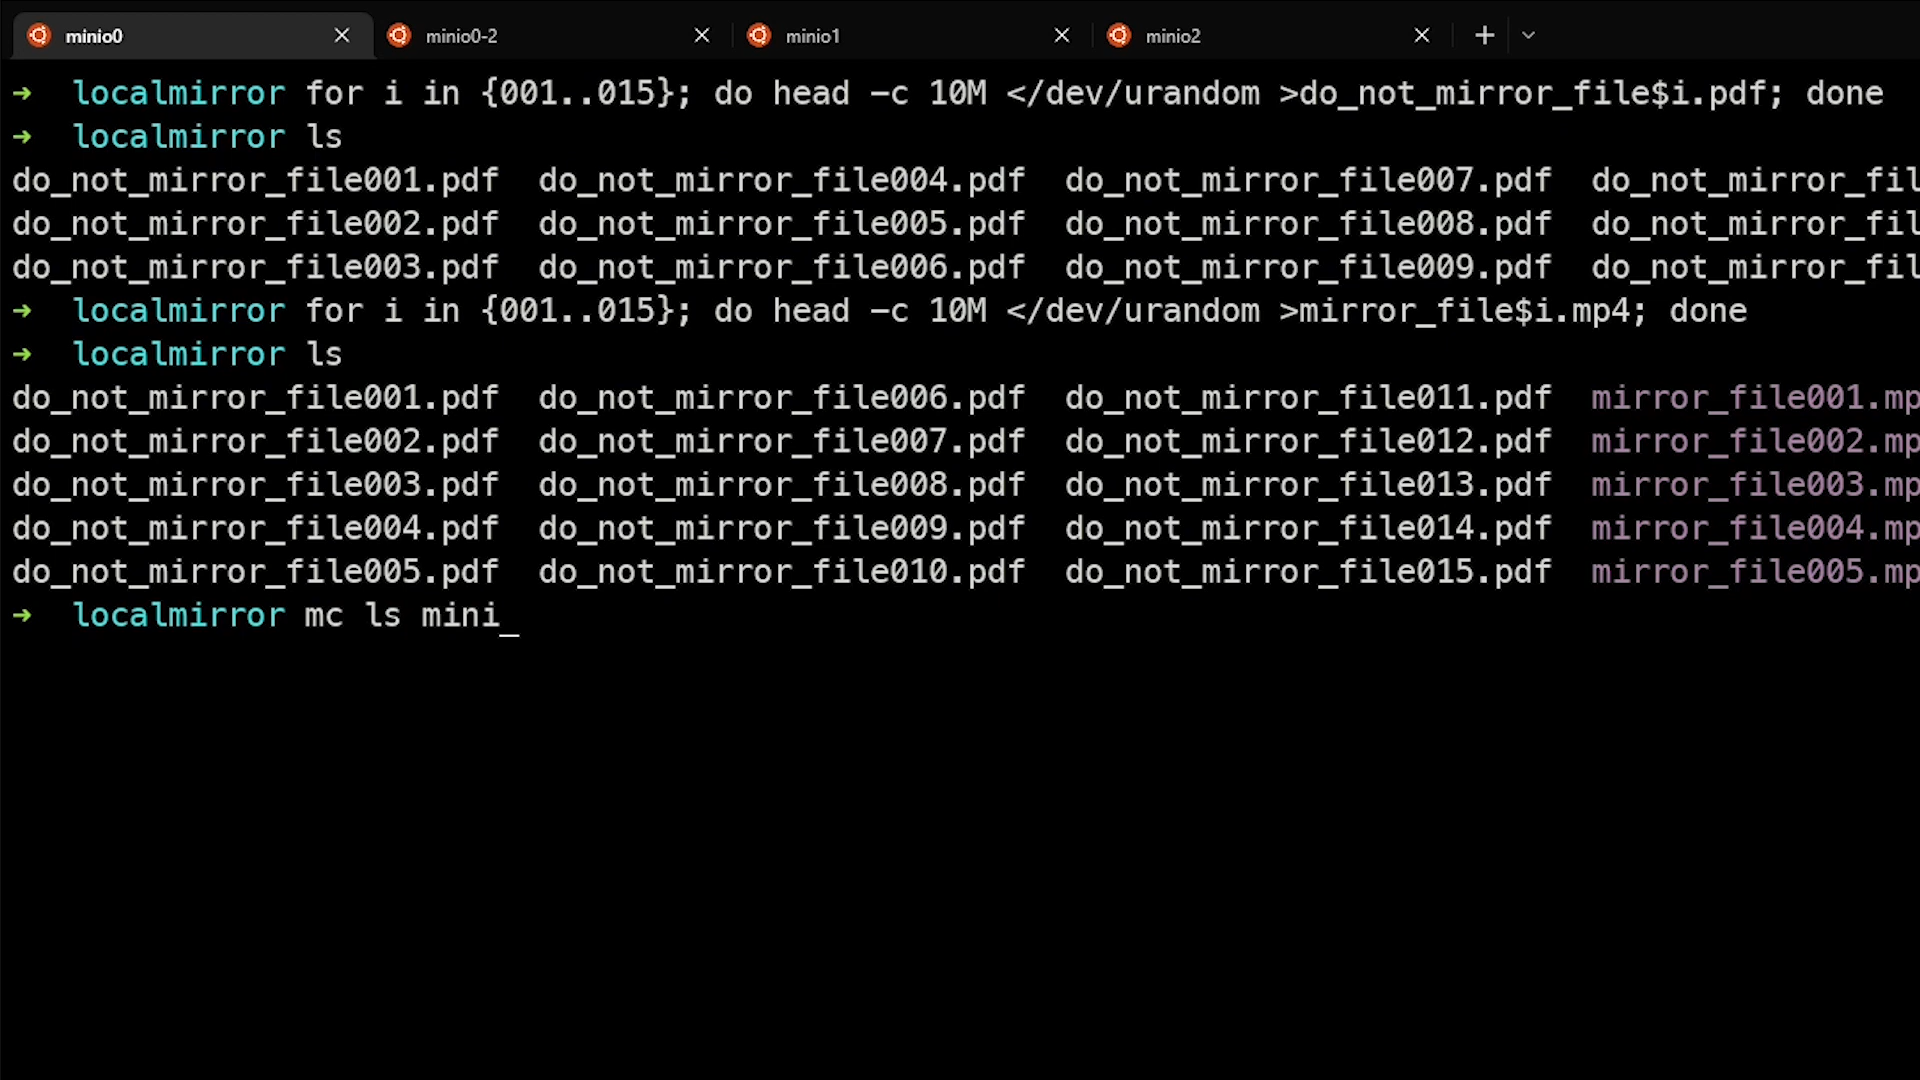 minio0 minio0-2 minio1 minio2
➜ localmirror for i in {001..015}; do head -c 10M </dev/urandom >do_not_mirror_file$i.pdf; done
➜ localmirror ls
do_not_mirror_file001.pdf do_not_mirror_file004.pdf do_not_mirror_file007.pdf do_not_mirror_fil
do_not_mirror_file002.pdf do_not_mirror_file005.pdf do_not_mirror_file008.pdf do_not_mirror_fil
do_not_mirror_file003.pdf do_not_mirror_file006.pdf do_not_mirror_file009.pdf do_not_mirror_fil
➜ localmirror for i in {001..015}; do head -c 10M </dev/urandom >mirror_file$i.mp4; done
➜ localmirror ls
do_not_mirror_file001.pdf do_not_mirror_file006.pdf do_not_mirror_file011.pdf mirror_file001.mp
do_not_mirror_file002.pdf do_not_mirror_file007.pdf do_not_mirror_file012.pdf mirror_file002.mp
do_not_mirror_file003.pdf do_not_mirror_file008.pdf do_not_mirror_file013.pdf mirror_file003.mp
do_not_mirror_file004.pdf do_not_mirror_file009.pdf do_not_mirror_file014.pdf mirror_file004.mp
do_not_mirror_file005.pdf do_not_mirror_file010.pdf do_not_mirror_file015.pdf mirror_file005.mp
➜ localmirror mc ls mini_